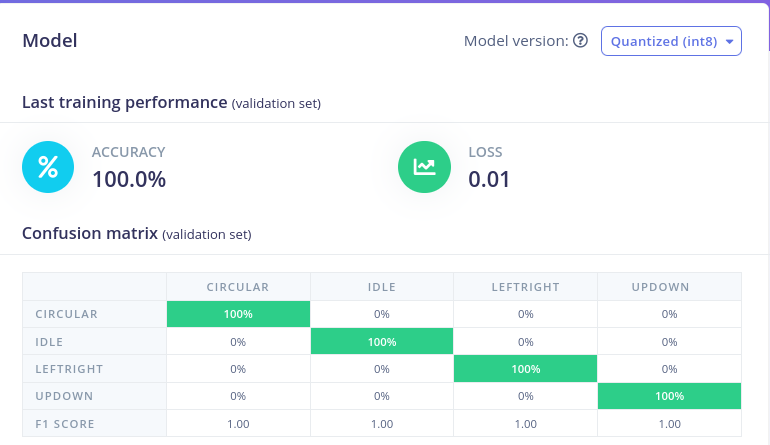 Model
Model version: ? Quantized (int8)
Last training performance (validation set)
% ACCURACY
100.0%
LOSS
0.01
Confusion matrix (validation set)
CIRCULAR IDLE LEFTRIGHT UPDOWN
CIRCULAR 100% 0% 0% 0%
IDLE 0% 100% 0% 0%
LEFTRIGHT 0% 0% 100% 0%
UPDOWN 0% 0% 0% 100%
F1 SCORE 1.00 1.00 1.00 1.00